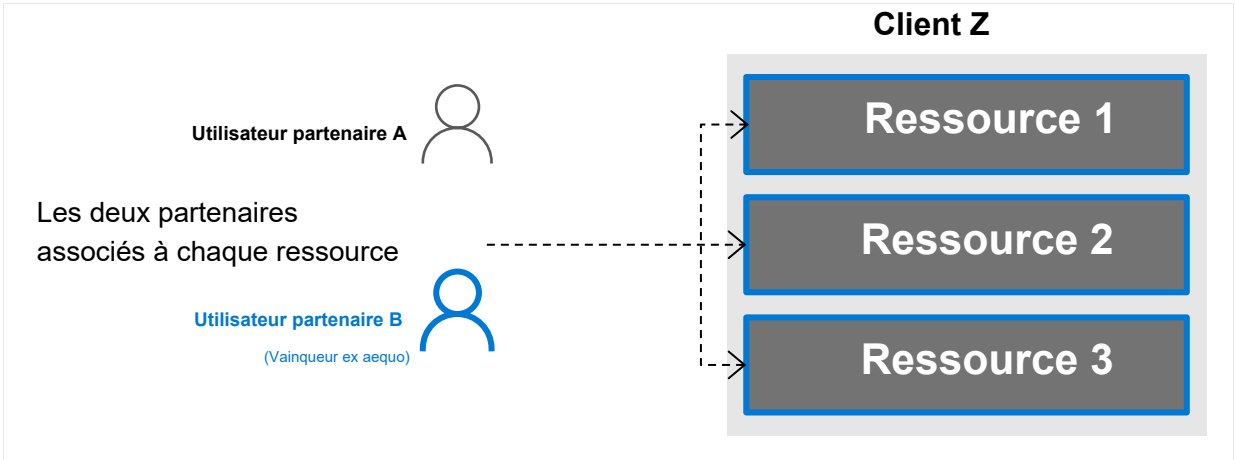 Client Z
Utilisateur partenaire A
Les deux partenaires
associés à chaque ressource
Utilisateur partenaire B
(Vainqueur ex aequo)
Ressource 1
Ressource 2
Ressource 3